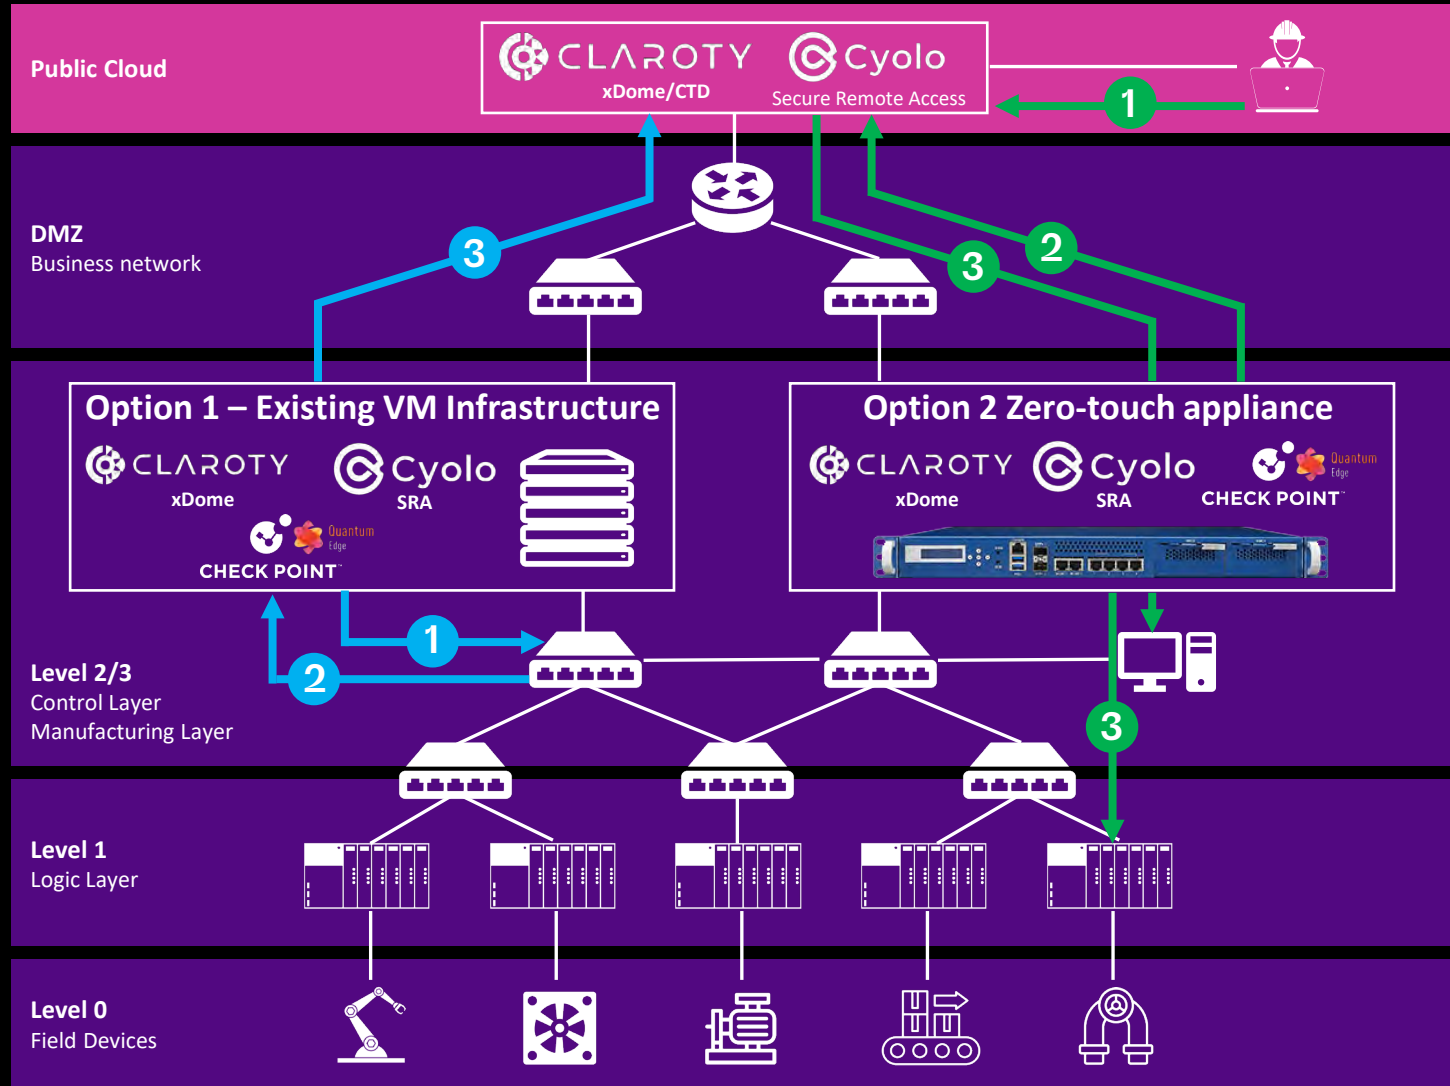 Public Cloud
CLAROTY
xDome/CTD
Cyolo
Secure Remote Access
1
DMZ
Business network
3
3
2
Option 1 – Existing VM Infrastructure
CLAROTY
xDome
Cyolo
SRA
Quantum
Edge
CHECK POINT™
Option 2 Zero-touch appliance
CLAROTY
xDome
Cyolo
SRA
Quantum
Edge
CHECK POINT™
1
2
Level 2/3
Control Layer
Manufacturing Layer
3
Level 1
Logic Layer
Level 0
Field Devices